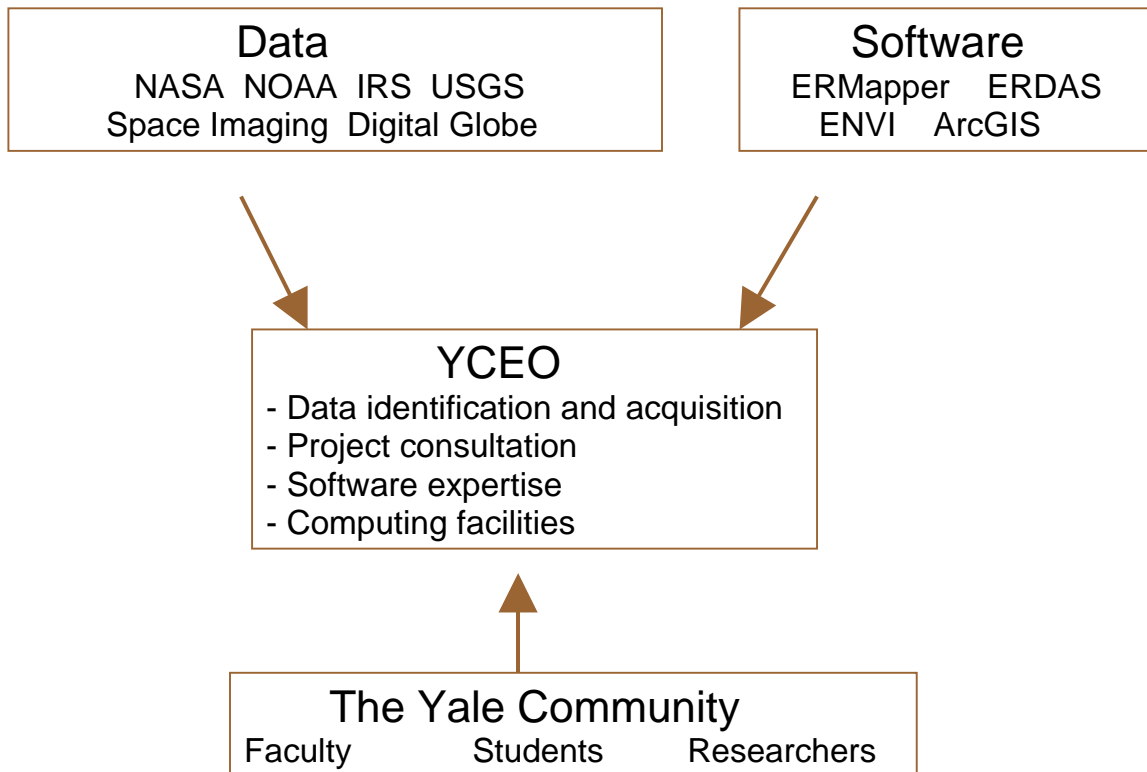 Data
NASA NOAA IRS USGS
Space Imaging Digital Globe
Software
ERMapper ERDAS
ENVI ArcGIS
YCEO
- Data identification and acquisition
- Project consultation
- Software expertise
- Computing facilities
The Yale Community
Faculty Students Researchers